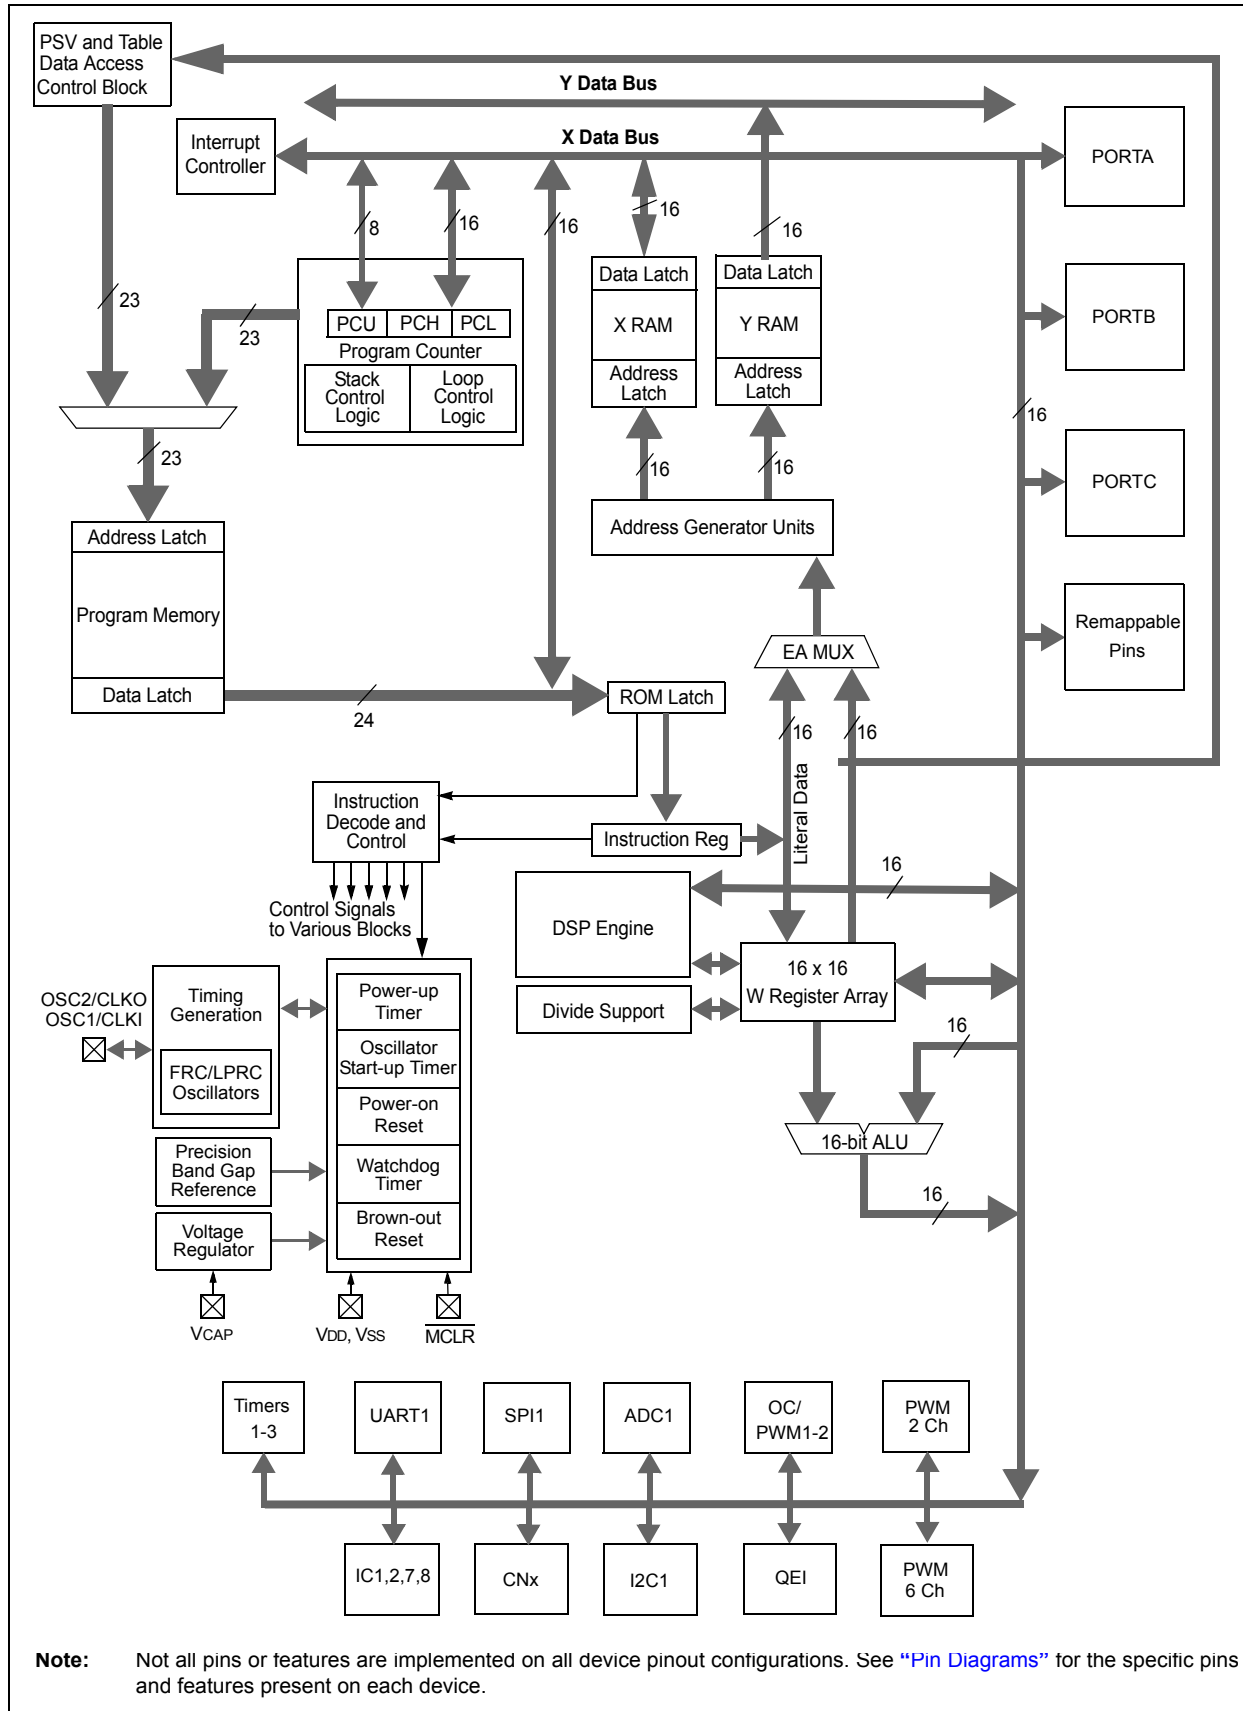 PSV and Table
Data Access
Control Block
Y Data Bus
Interrupt
Controller
X Data Bus
PORTA
8
16
16
16
16
Data Latch
Data Latch
23
23
PCU
PCH
PCL
X RAM
Y RAM
PORTB
Program Counter
Stack
Control
Logic
Loop
Control
Logic
Address
Latch
Address
Latch
16
23
16
16
PORTC
Address Latch
Address Generator Units
Program Memory
Remappable
Pins
EA MUX
Data Latch
24
ROM Latch
16
16
Literal Data
Instruction
Decode and
Control
Instruction Reg
16
Control Signals
to Various Blocks
DSP Engine
16 x 16
W Register Array
Divide Support
OSC2/CLKO
OSC1/CLKI
Timing
Generation
FRC/LPRC
Oscillators
Power-up
Timer
Oscillator
Start-up Timer
Power-on
Reset
Watchdog
Timer
Brown-out
Reset
16
16-bit ALU
16
Precision
Band Gap
Reference
Voltage
Regulator
VCAP
VDD, VSS
MCLR
Timers
1-3
UART1
SPI1
ADC1
OC/
PWM1-2
PWM
2 Ch
IC1,2,7,8
CNx
I2C1
QEI
PWM
6 Ch
Note: Not all pins or features are implemented on all device pinout configurations. See “Pin Diagrams” for the specific pins
and features present on each device.